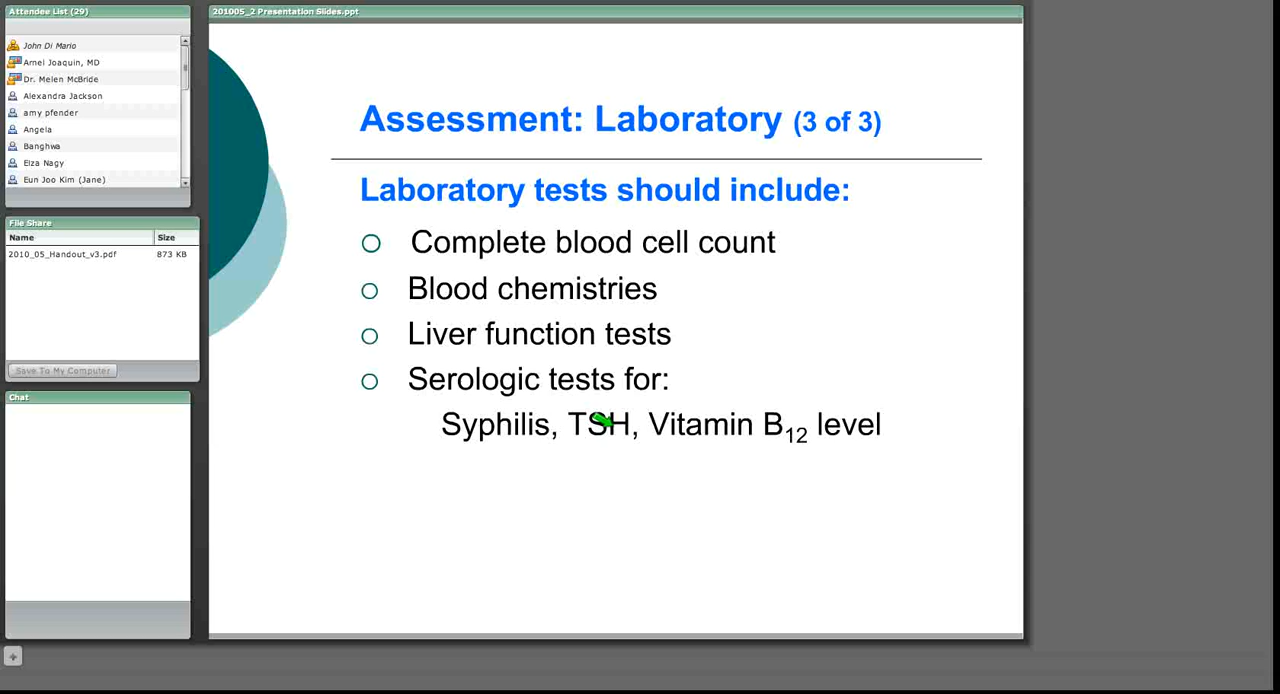 Attendee List (29)
John Di Mario
Arnel Joaquin, MD
Dr. Melen McBride
Alexandra Jackson
amy pfender
Angela
Banghwa
Elza Nagy
Eun Joo Kim (Jane)
File Share
Name Size
2010_05_Handout_v3.pdf 873 KB
Save To My Computer
Chat
201005_2 Presentation Slides.ppt
Assessment: Laboratory (3 of 3)
Laboratory tests should include:
Complete blood cell count
Blood chemistries
Liver function tests
Serologic tests for:
Syphilis, TSH, Vitamin B12 level